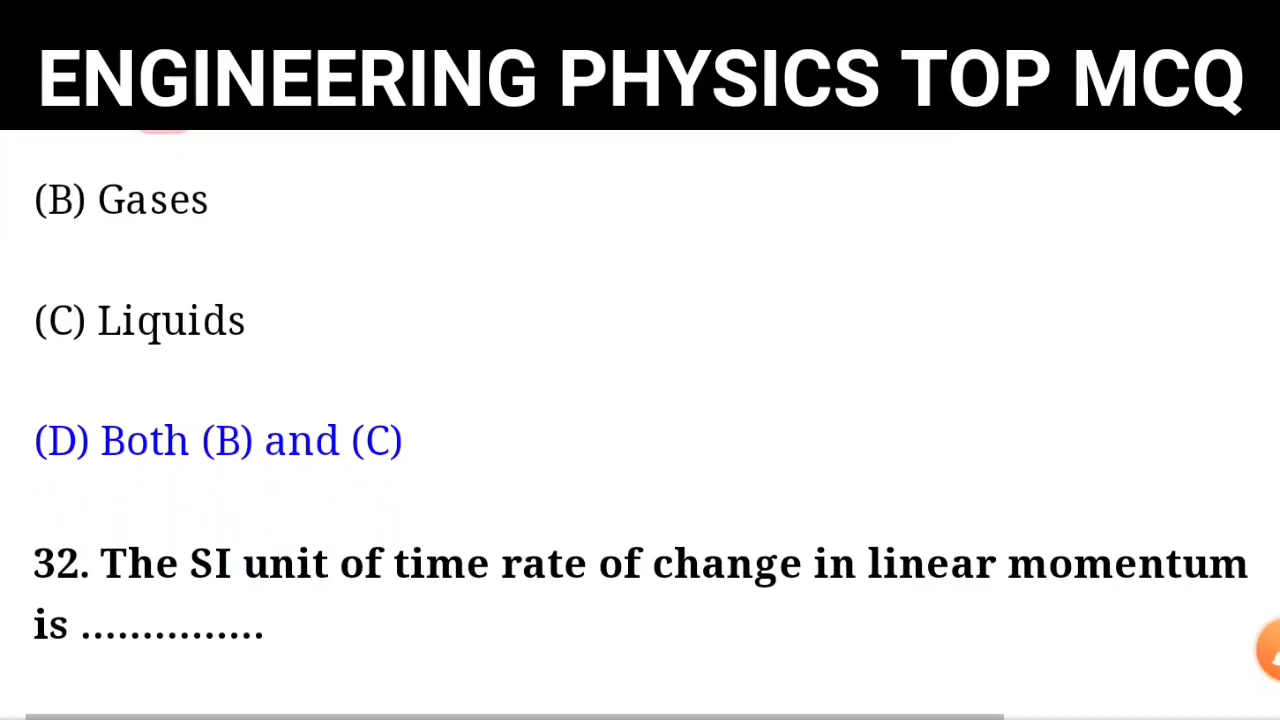 ENGINEERING PHYSICS TOP MCQ
(B) Gases
(C) Liquids
(D) Both (B) and (C)
32. The SI unit of time rate of change in linear momentum
is ...............